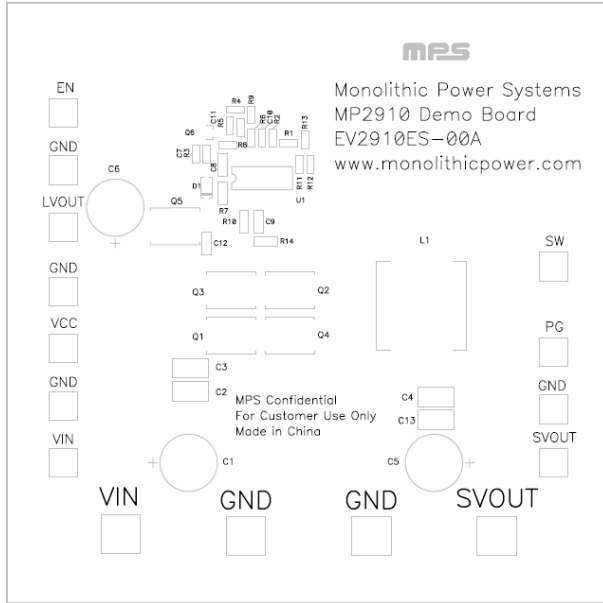 mps
Monolithic Power Systems
MP2910 Demo Board
EV2910ES-00A
www.monolithicpower.com
EN
GND
LVOUT
GND
VCC
GND
VIN
C6
Q5
Q6
C11
R4
R5
R9
R6
C10
R2
R13
R1
R8
C7
R3
C8
D1
U1
R11
R12
R7
R10
C9
C12
R14
L1
SW
Q3
Q2
Q1
Q4
PG
C3
C2
MPS Confidential
For Customer Use Only
Made in China
C4
C13
GND
SVOUT
C1
C5
VIN
GND
GND
SVOUT